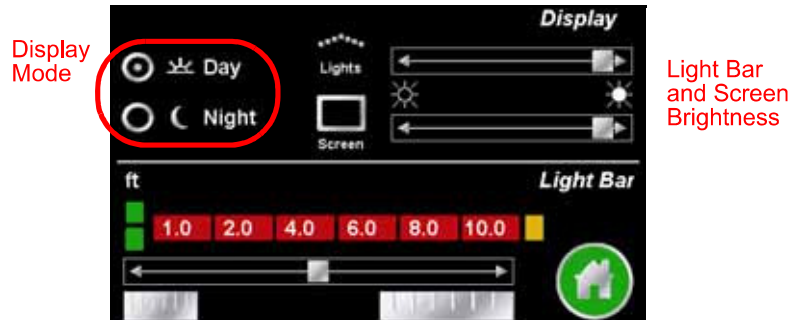 Display
Display
Mode
Day
Night
Lights
Screen
Light Bar
and Screen
Brightness
ft
Light Bar
1.0 2.0 4.0 6.0 8.0 10.0